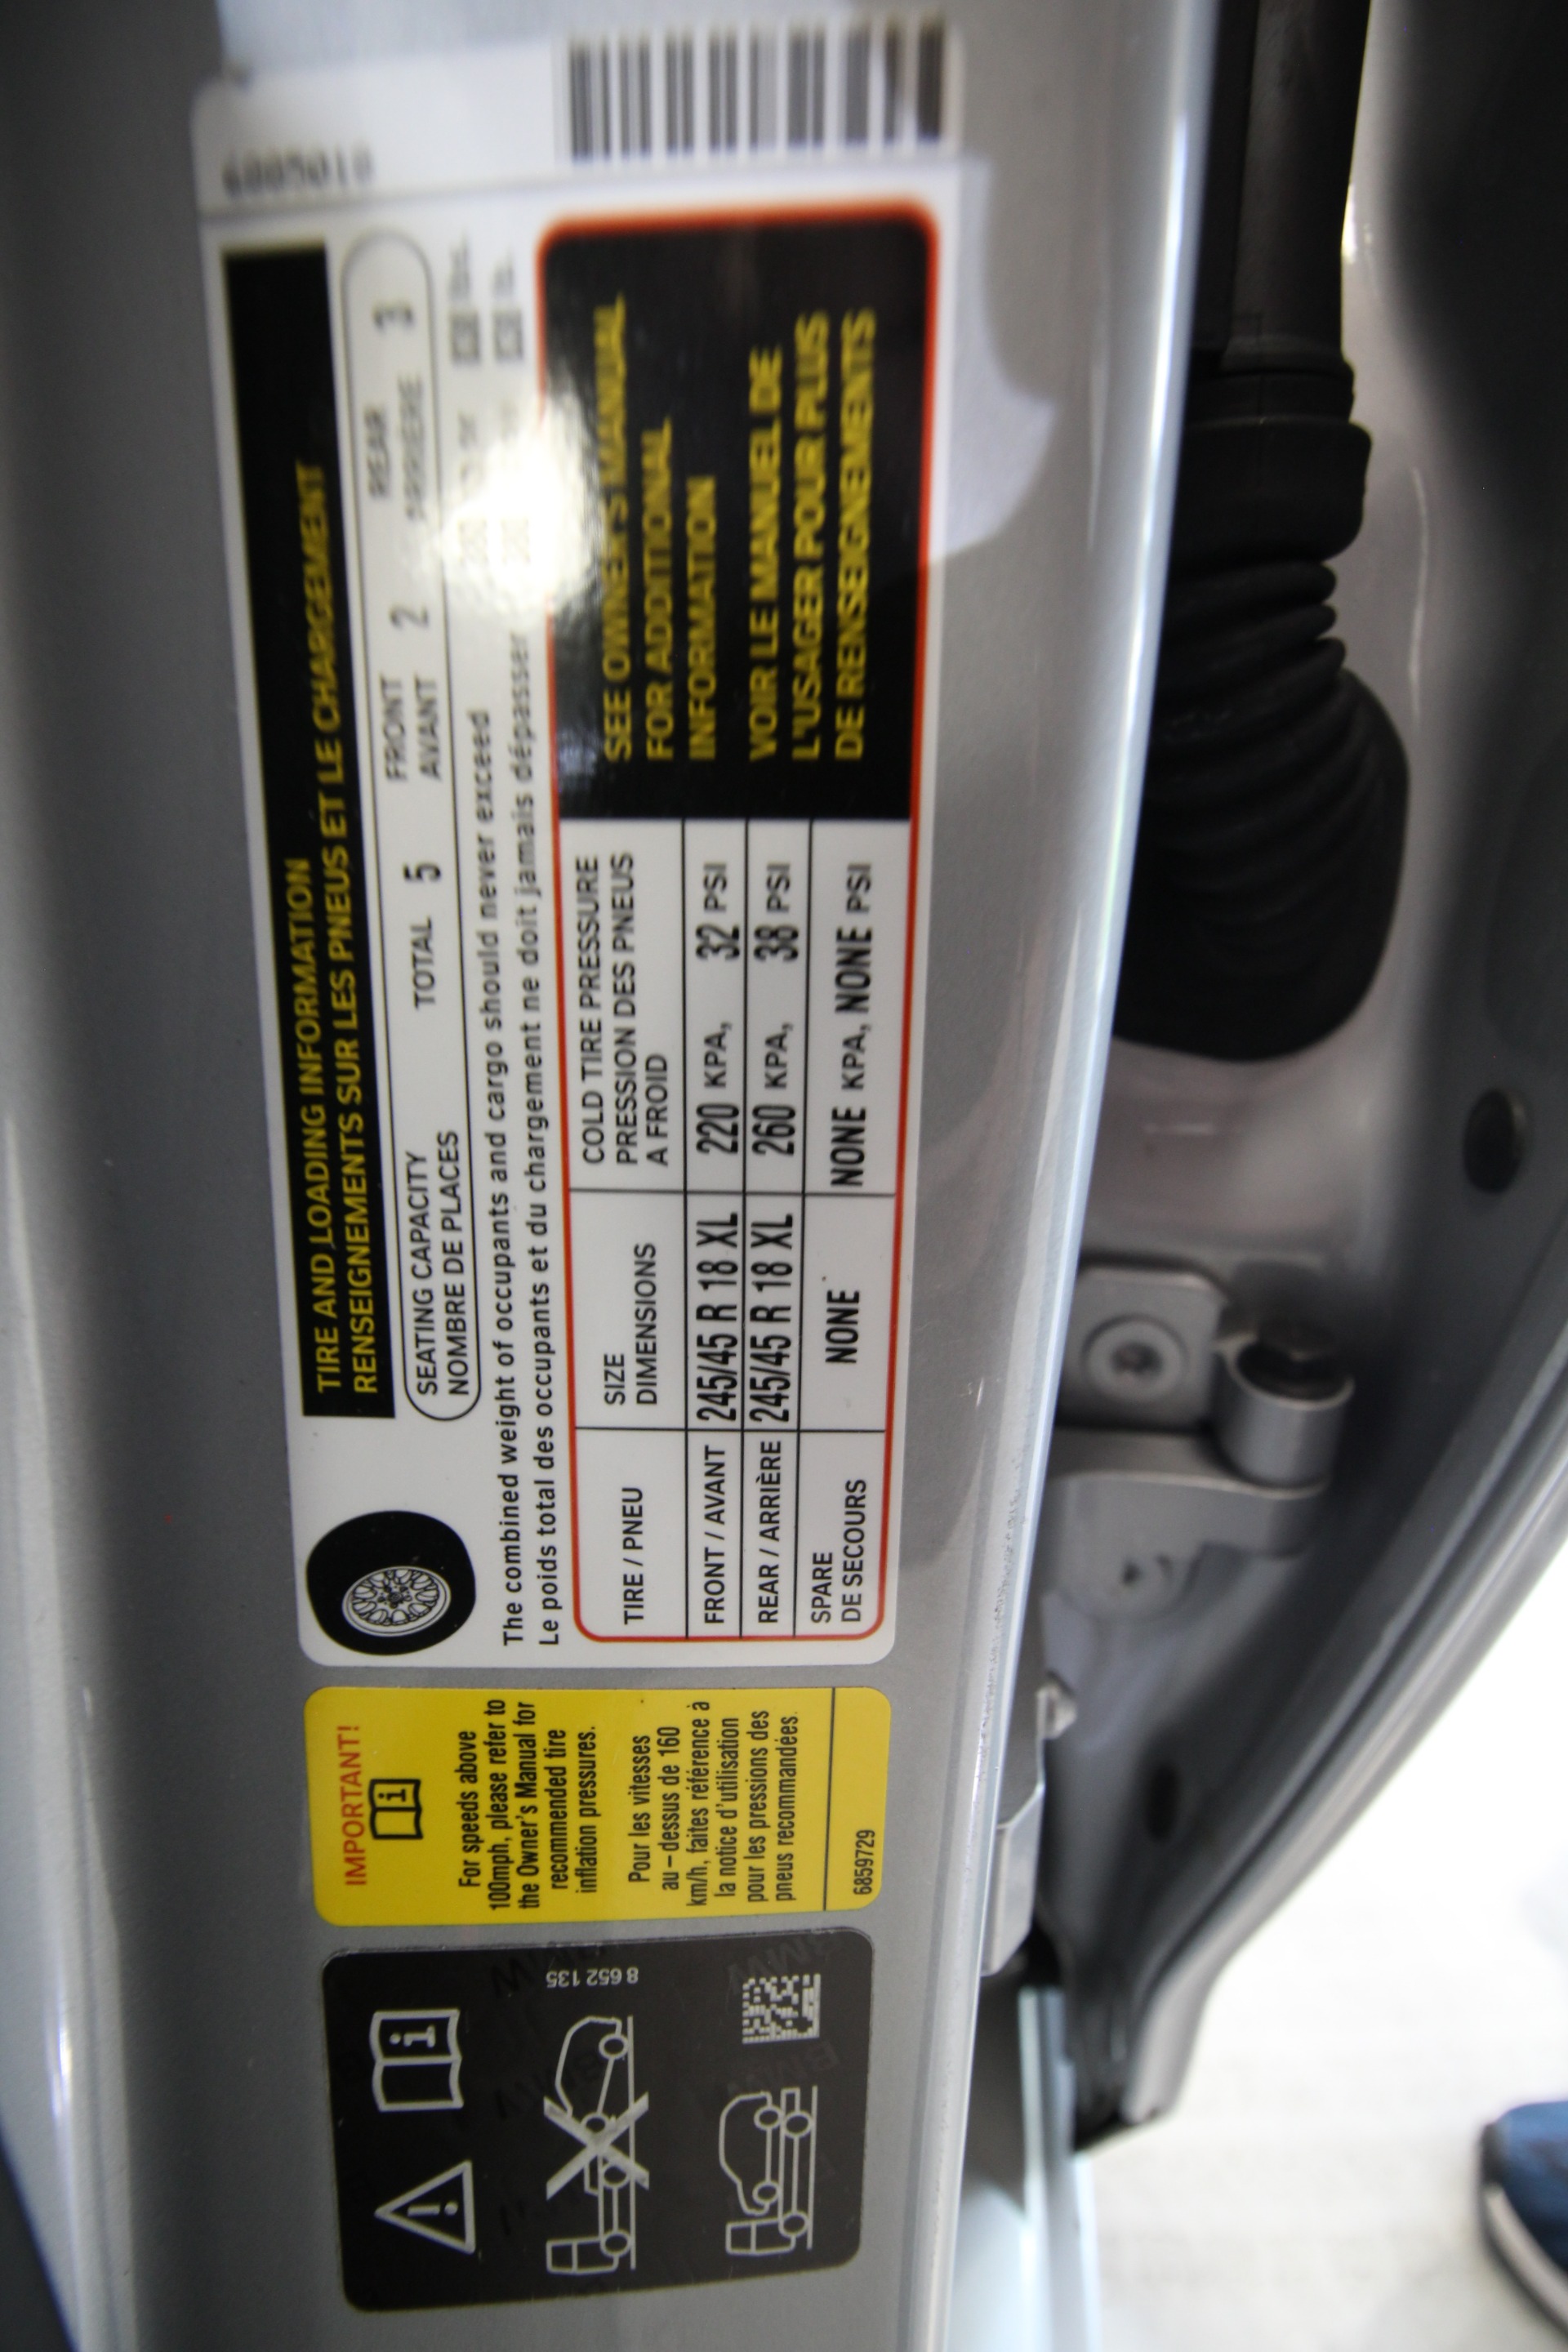 TIRE AND LOADING INFORMATION
RENSEIGNEMENTS SUR LES PNEUS ET LE CHARGEMENT
SEATING CAPACITY
NOMBRE DE PLACES
TOTAL 5
FRONT
AVANT 2
REAR
ARRIÈRE 3
The combined weight of occupants and cargo should never exceed
Le poids total des occupants et du chargement ne doit jamais dépasser
TIRE / PNEU
SIZE
DIMENSIONS
COLD TIRE PRESSURE
PRESSION DES PNEUS
A FROID
FRONT / AVANT 245/45 R 18 XL 220 KPA, 32 PSI
REAR / ARRIÈRE 245/45 R 18 XL 260 KPA, 38 PSI
SPARE
DE SECOURS NONE NONE KPA, NONE PSI
SEE OWNER'S MANUAL
FOR ADDITIONAL
INFORMATION
VOIR LE MANUEL DE
L'USAGER POUR PLUS
DE RENSEIGNEMENTS
IMPORTANT!
For speeds above
100mph, please refer to
the Owner's Manual for
recommended tire
inflation pressures.
Pour les vitesses
au-dessus de 160
km/h, faites référence à
la notice d'utilisation
pour les pressions des
pneus recommandées.
6859729
8 652 135